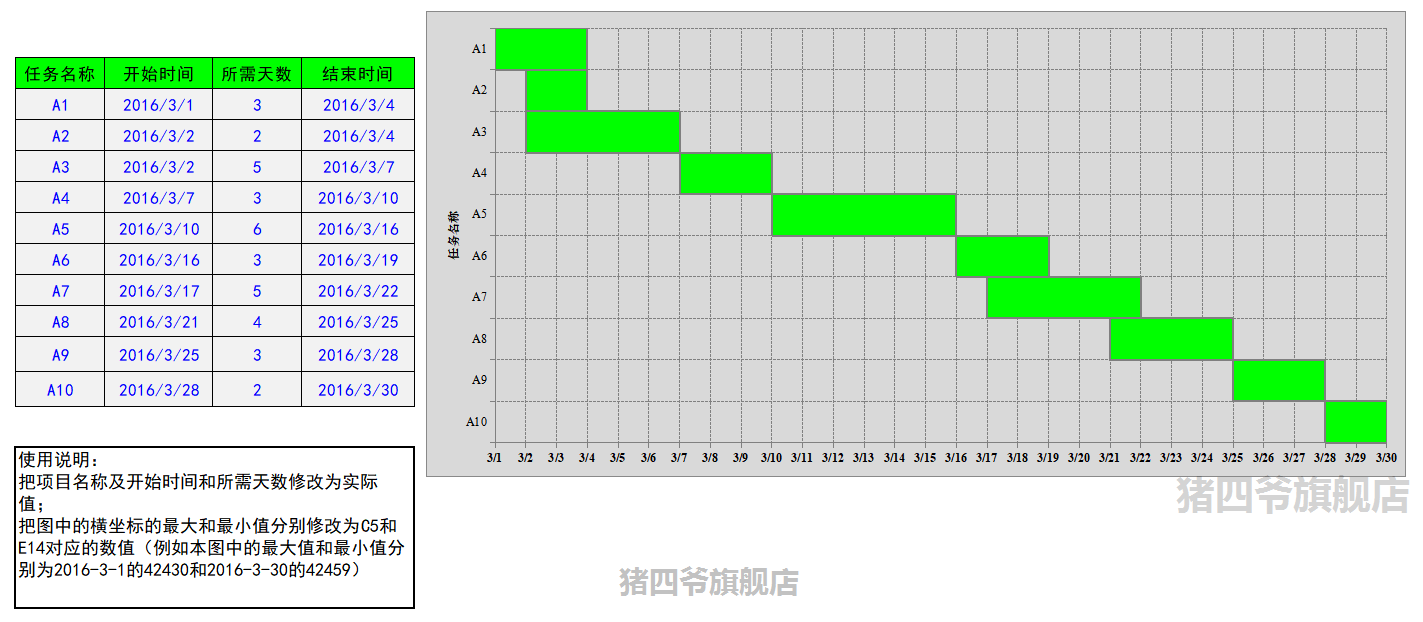 任务名称 开始时间 所需天数 结束时间
A1 2016/3/1 3 2016/3/4
A2 2016/3/2 2 2016/3/4
A3 2016/3/2 5 2016/3/7
A4 2016/3/7 3 2016/3/10
A5 2016/3/10 6 2016/3/16
A6 2016/3/16 3 2016/3/19
A7 2016/3/17 5 2016/3/22
A8 2016/3/21 4 2016/3/25
A9 2016/3/25 3 2016/3/28
A10 2016/3/28 2 2016/3/30
使用说明：
把项目名称及开始时间和所需天数修改为实际
值；
把图中的横坐标的最大和最小值分别修改为C5和
E14对应的数值（例如本图中的最大值和最小值分
别为2016-3-1的42430和2016-3-30的42459）
任务名称
A1
A2
A3
A4
A5
A6
A7
A8
A9
A10
3/1 3/2 3/3 3/4 3/5 3/6 3/7 3/8 3/9 3/10 3/11 3/12 3/13 3/14 3/15 3/16 3/17 3/18 3/19 3/20 3/21 3/22 3/23 3/24 3/25 3/26 3/27 3/28 3/29 3/30
猪四爷旗舰店
猪四爷旗舰店